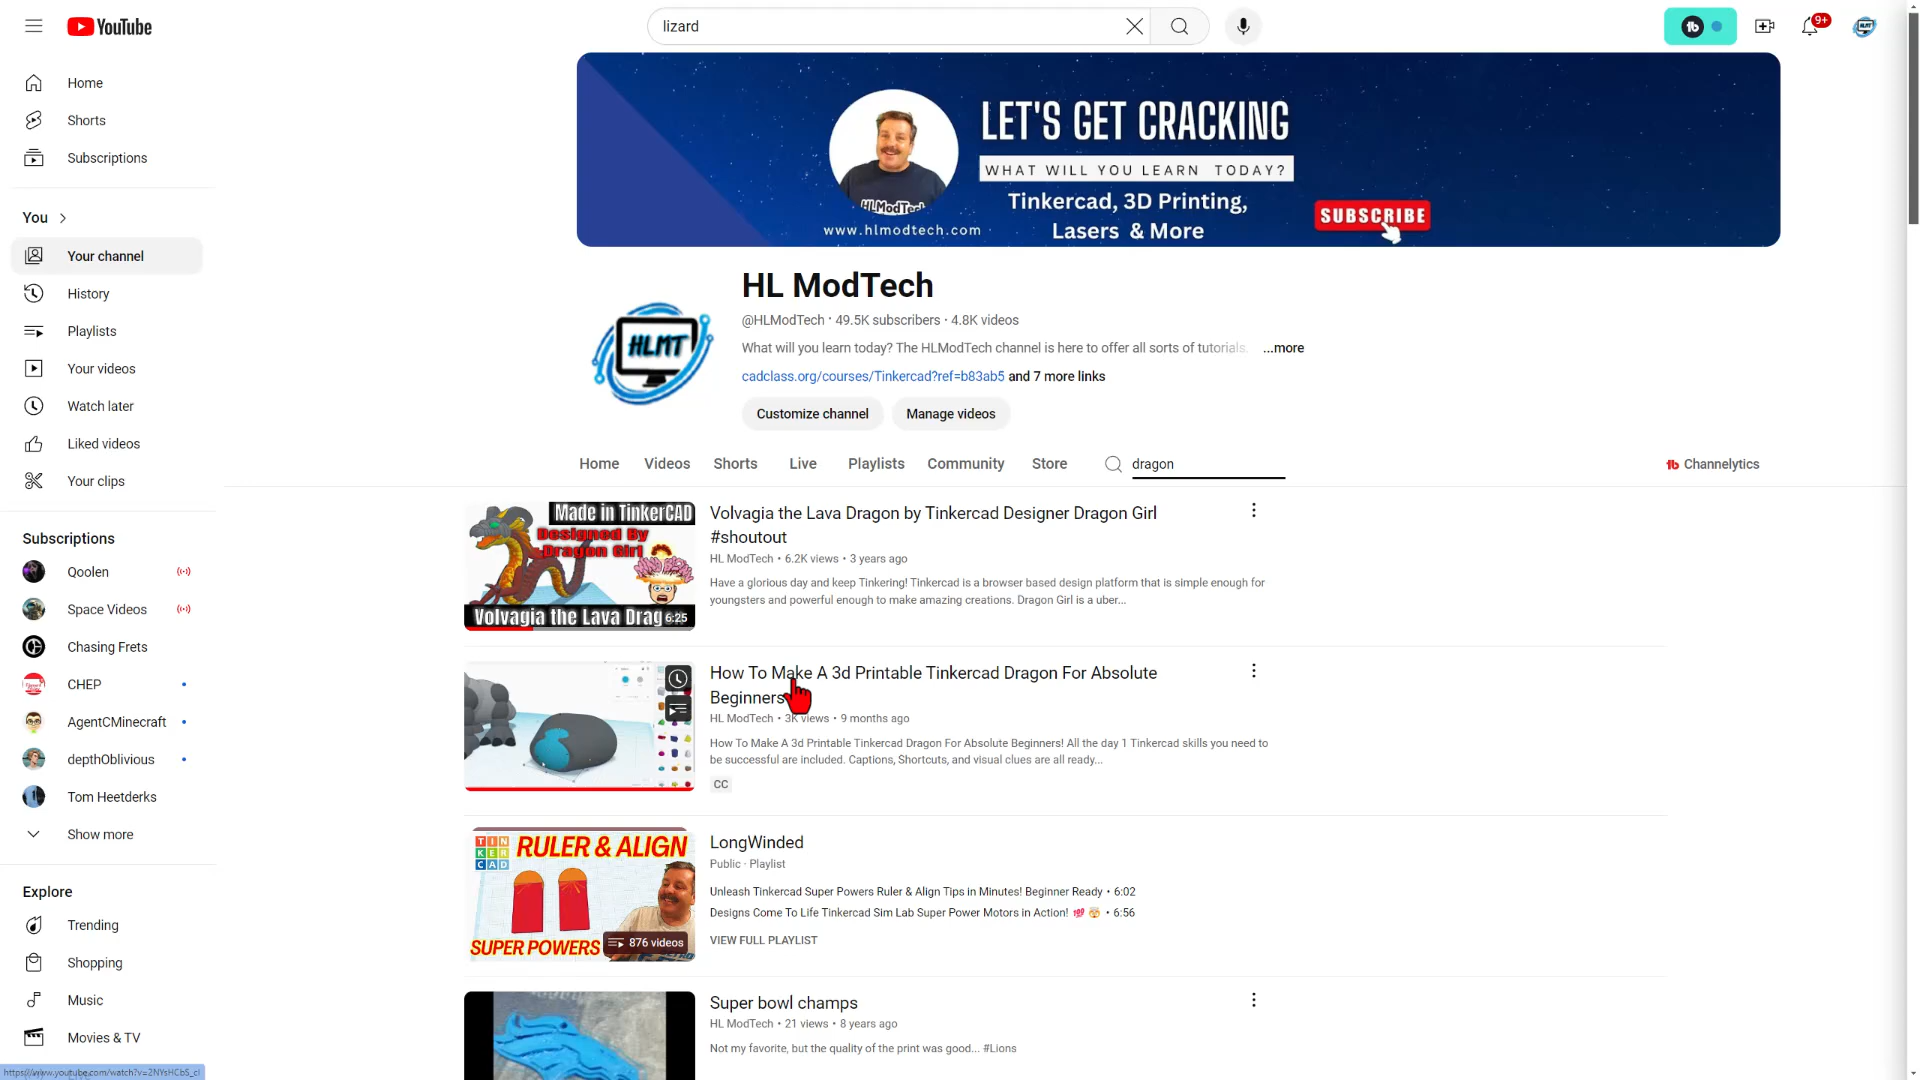 YouTube
lizard
9+
Home
Shorts
Subscriptions
You
Your channel
History
Playlists
Your videos
Watch later
Liked videos
Your clips
Subscriptions
Qoolen
Space Videos
Chasing Frets
CHEP
AgentCMinecraft
depthOblivious
Tom Heetderks
Show more
Explore
Trending
Shopping
Music
Movies & TV
LET'S GET CRACKING
WHAT WILL YOU LEARN TODAY?
Tinkercad, 3D Printing,
Lasers & More
www.hlmodtech.com
SUBSCRIBE
HLModTech
HLMT
HL ModTech
@HLModTech • 49.5K subscribers • 4.8K videos
What will you learn today? The HLModTech channel is here to offer all sorts of tutorials. ...more
cadclass.org/courses/Tinkercad?ref=b83ab5 and 7 more links
Customize channel Manage videos
Home Videos Shorts Live Playlists Community Store dragon
Channelytics
Made in TinkerCAD
Designed By
Dragon Girl
Volvagia the Lava Drag 6:25
Volvagia the Lava Dragon by Tinkercad Designer Dragon Girl
#shoutout
HL ModTech • 6.2K views • 3 years ago
Have a glorious day and keep Tinkering! Tinkercad is a browser based design platform that is simple enough for
youngsters and powerful enough to make amazing creations. Dragon Girl is a uber...
How To Make A 3d Printable Tinkercad Dragon For Absolute
Beginners
HL ModTech • 3K views • 9 months ago
How To Make A 3d Printable Tinkercad Dragon For Absolute Beginners! All the day 1 Tinkercad skills you need to
be successful are included. Captions, Shortcuts, and visual clues are all ready...
CC
TIN
KER
CAD
RULER & ALIGN
SUPER POWERS
876 videos
LongWinded
Public · Playlist
Unleash Tinkercad Super Powers Ruler & Align Tips in Minutes! Beginner Ready • 6:02
Designs Come To Life Tinkercad Sim Lab Super Power Motors in Action! 💯 🤯 • 6:56
VIEW FULL PLAYLIST
Super bowl champs
HL ModTech • 21 views • 8 years ago
Not my favorite, but the quality of the print was good... #Lions